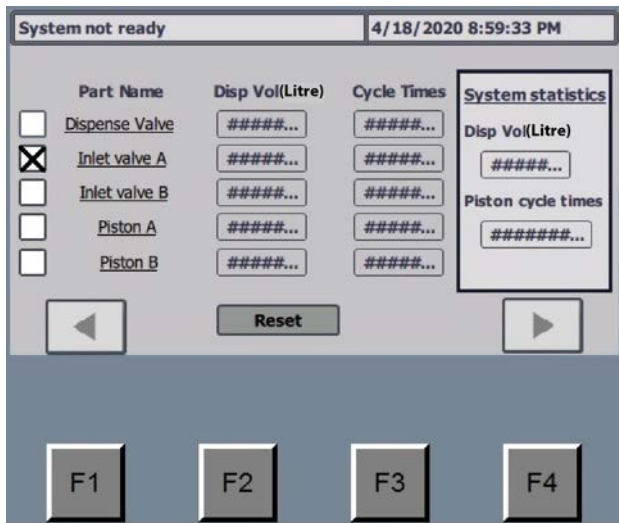 System not ready 4/18/2020 8:59:33 PM
Part Name Disp Vol(Litre) Cycle Times System statistics
Dispense Valve #####... #####... Disp Vol(Litre)
Inlet valve A #####... #####... #####...
Inlet valve B #####... #####... Piston cycle times
Piston A #####... #####... #######...
Piston B #####... #####...
Reset
F1 F2 F3 F4